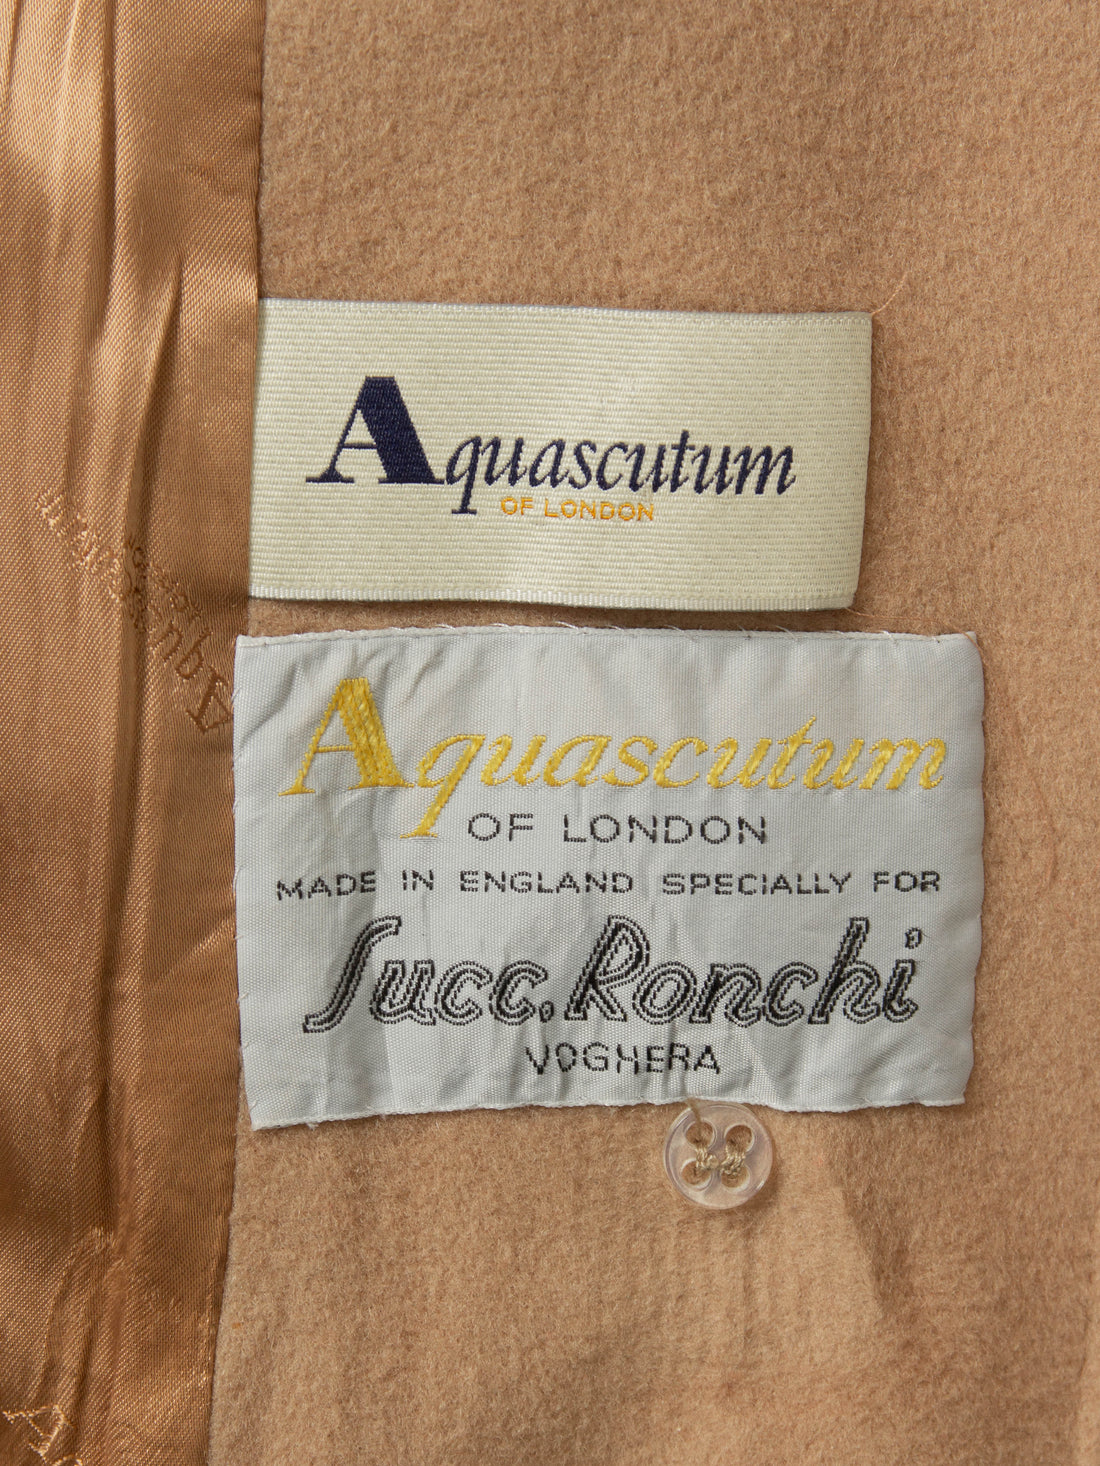 Aquascutum
OF LONDON
Aquascutum
OF LONDON
MADE IN ENGLAND SPECIALLY FOR
Succ. Ronchi
VOGHERA